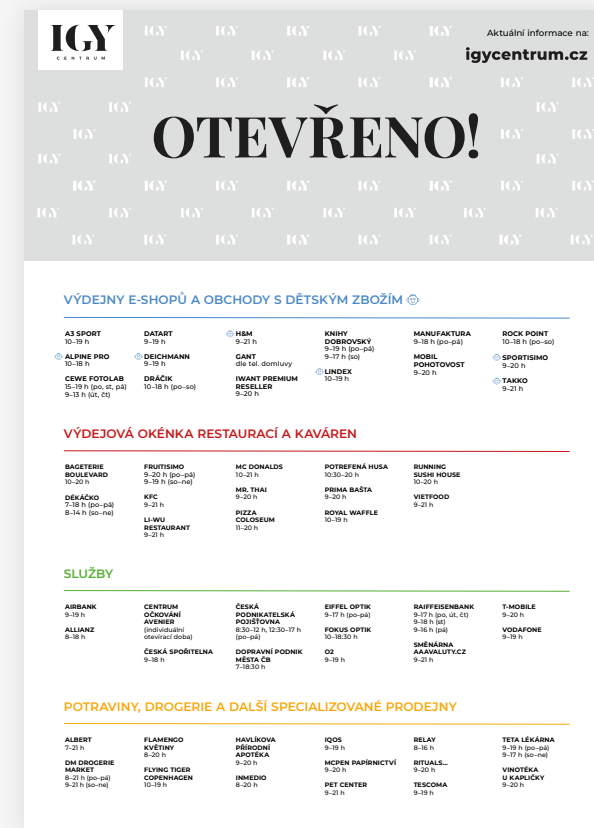 IGY
CENTRUM
Aktuální informace na:
igycentrum.cz
OTEVŘENO!
VÝDEJNY E-SHOPŮ A OBCHODY S DĚTSKÝM ZBOŽÍM
A3 SPORT
10–19 h
ALPINE PRO
10–18 h
CEWE FOTOLAB
15–19 h (po, st, pá)
9–13 h (út, čt)
DATART
9–19 h
DEICHMANN
9–19 h
DRÁČIK
10–18 h (po–so)
H&M
9–21 h
GANT
dle tel. domluvy
IWANT PREMIUM
RESELLER
9–20 h
KNIHY
DOBROVSKÝ
9–19 h (po–pá)
9–17 h (so)
LINDEX
10–19 h
MANUFAKTURA
9–18 h (po–pá)
MOBIL
POHOTOVOST
9–20 h
ROCK POINT
10–18 h (po–so)
SPORTISIMO
9–20 h
TAKKO
9–21 h
VÝDEJOVÁ OKÉNKA RESTAURACÍ A KAVÁREN
BAGETERIE
BOULEVARD
10–20 h
DÉKÁČKO
7–18 h (po–pá)
8–14 h (so–ne)
FRUITISIMO
9–20 h (po–pá)
9–19 h (so–ne)
KFC
9–21 h
LI-WU
RESTAURANT
9–21 h
MC DONALDS
10–21 h
MR. THAI
9–20 h
PIZZA
COLOSEUM
11–20 h
POTREFENÁ HUSA
10:30–20 h
PRIMA BAŠTA
9–20 h
ROYAL WAFFLE
10–19 h
RUNNING
SUSHI HOUSE
10–20 h
VIETFOOD
9–21 h
SLUŽBY
AIRBANK
9–19 h
ALLIANZ
8–18 h
CENTRUM
OČKOVÁNÍ
AVENIER
(individuální
otevírací doba)
ČESKÁ SPOŘITELNA
9–18 h
ČESKÁ
PODNIKATELSKÁ
POJIŠŤOVNA
8:30–12 h, 12:30–17 h
(po–pá)
DOPRAVNÍ PODNIK
MĚSTA ČB
7–18:30 h
EIFFEL OPTIK
9–17 h (po–pá)
FOKUS OPTIK
10–18:30 h
O2
9–19 h
RAIFFEISENBANK
9–17 h (po, út, čt)
9–18 h (st)
9–16 h (pá)
SMĚNÁRNA
AAAVALUTY.CZ
9–21 h
T-MOBILE
9–20 h
VODAFONE
9–19 h
POTRAVINY, DROGERIE A DALŠÍ SPECIALIZOVANÉ PRODEJNY
ALBERT
7–21 h
DM DROGERIE
MARKET
8–21 h (po–pá)
9–21 h (so–ne)
FLAMENGO
KVĚTINY
8–20 h
FLYING TIGER
COPENHAGEN
10–19 h
HAVLÍKOVA
PŘÍRODNÍ
APOTÉKA
9–20 h
INMEDIO
8–20 h
IQOS
9–19 h
MCPEN PAPÍRNICTVÍ
9–20 h
PET CENTER
9–21 h
RELAY
8–16 h
RITUALS...
9–20 h
TESCOMA
9–19 h
TETA LÉKÁRNA
9–19 h (po–pá)
9–17 h (so–ne)
VINOTÉKA
U KAPLIČKY
9–20 h